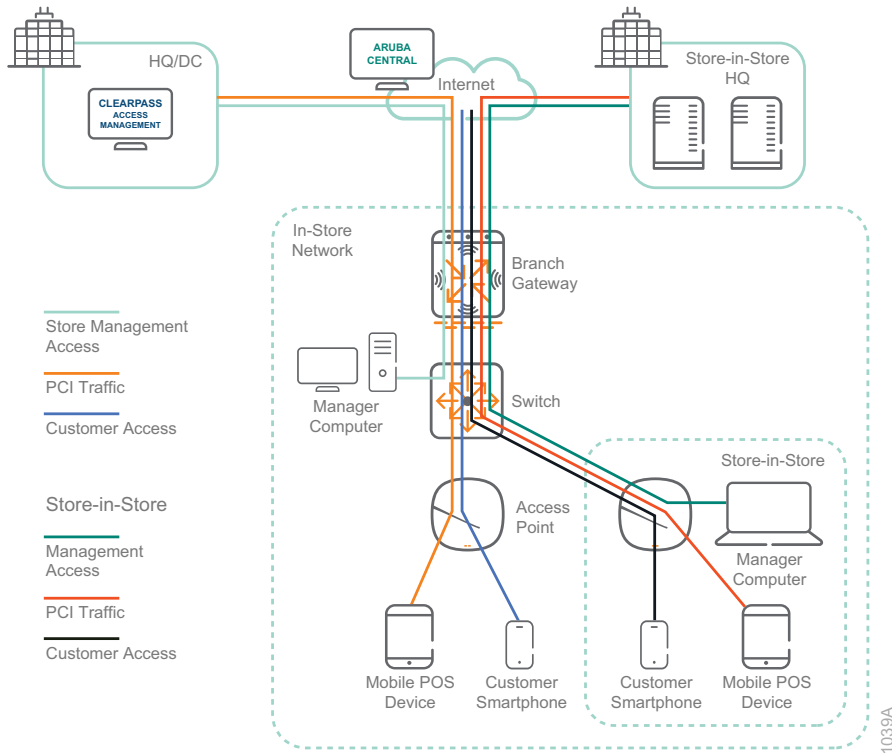 HQ/DC
CLEARPASS
ACCESS
MANAGEMENT
ARUBA
CENTRAL
Internet
Store-in-Store
HQ
In-Store
Network
Branch
Gateway
Store Management
Access
PCI Traffic
Customer Access
Manager
Computer
Switch
Store-in-Store
Management
Access
PCI Traffic
Customer Access
Access
Point
Store-in-Store
Manager
Computer
Mobile POS
Device
Customer
Smartphone
Customer
Smartphone
Mobile POS
Device
1039A